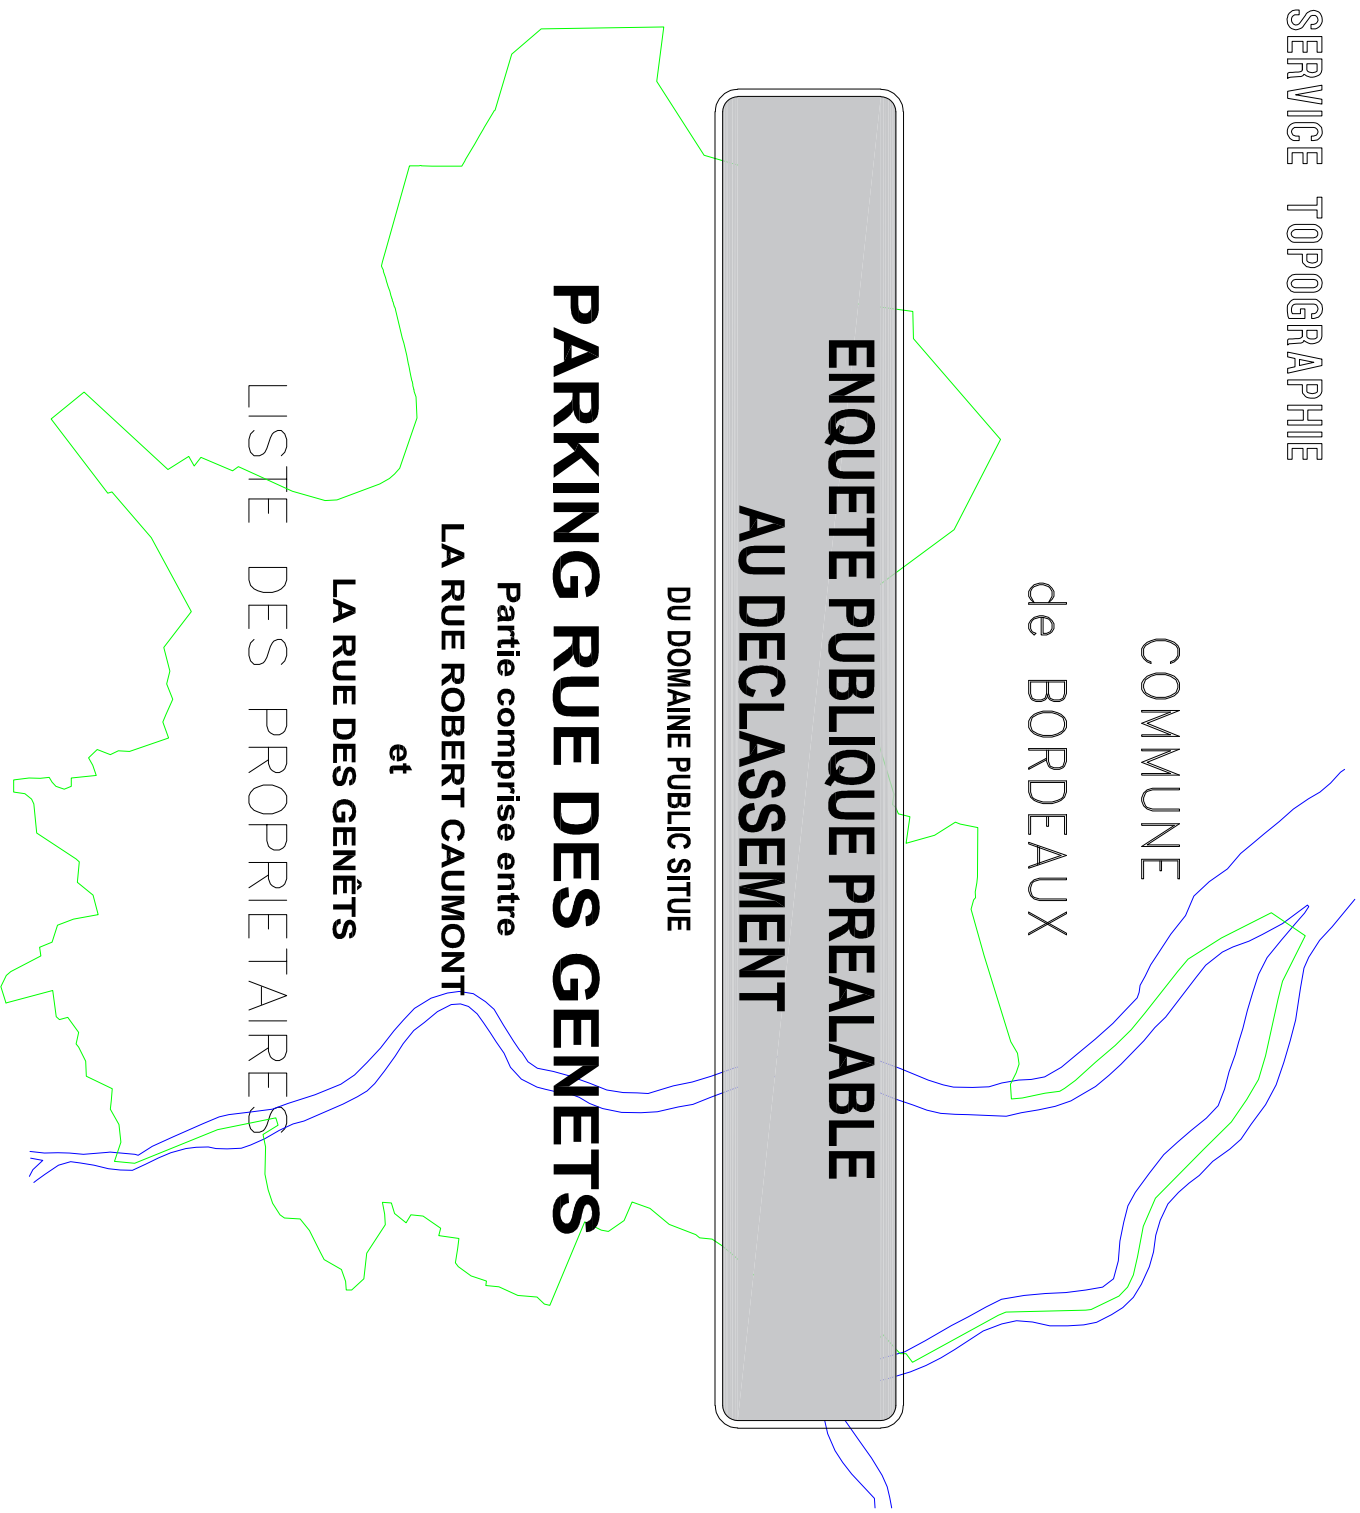 SERVICE TOPOGRAPHIE
COMMUNE
de BORDEAUX
ENQUETE PUBLIQUE PREALABLE
AU DECLASSEMENT
DU DOMAINE PUBLIC SITUE
PARKING RUE DES GENETS
Partie comprise entre
LA RUE ROBERT CAUMONT
et
LA RUE DES GENÊTS
LISTE DES PROPRIETAIRES